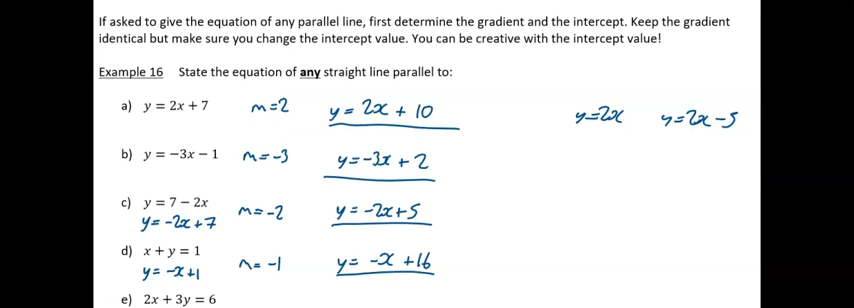 If asked to give the equation of any parallel line, first determine the gradient and the intercept. Keep the gradient
identical but make sure you change the intercept value. You can be creative with the intercept value!
Example 16 State the equation of any straight line parallel to:
a) y = 2x + 7 m=2 y = 2x + 10 y=2x y=2x-5
b) y = −3x − 1 m=-3 y=-3x + 2
c) y = 7 − 2x
y= -2x+7 m=-2 y=-2x+5
d) x + y = 1
y= -x+1 m= -1 y= -x +16
e) 2x + 3y = 6